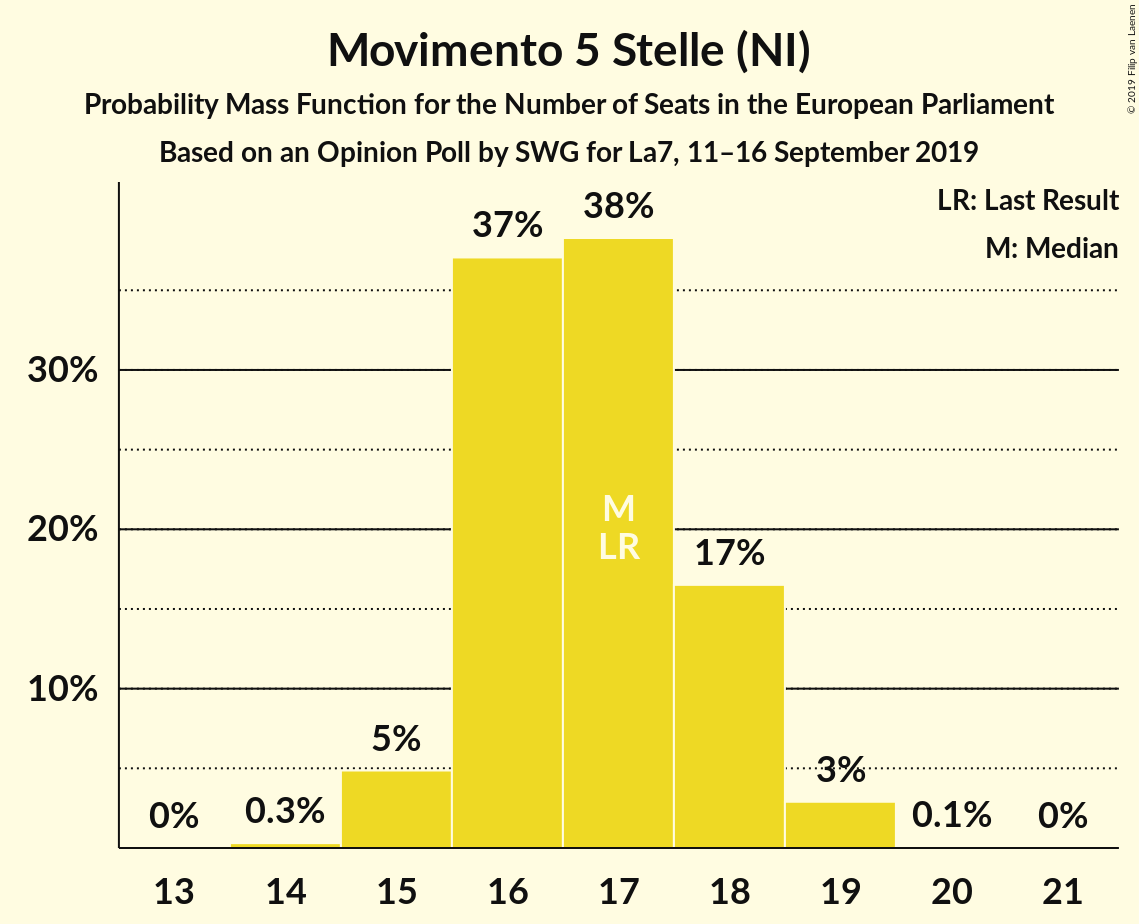 Movimento 5 Stelle (NI)
Probability Mass Function for the Number of Seats in the European Parliament
Based on an Opinion Poll by SWG for La7, 11–16 September 2019
© 2019 Filip van Laenen
LR: Last Result
M: Median
30%
20%
10%
0%
0.3%
5%
37%
38%
17%
3%
0.1%
0%
M
LR
13
14
15
16
17
18
19
20
21